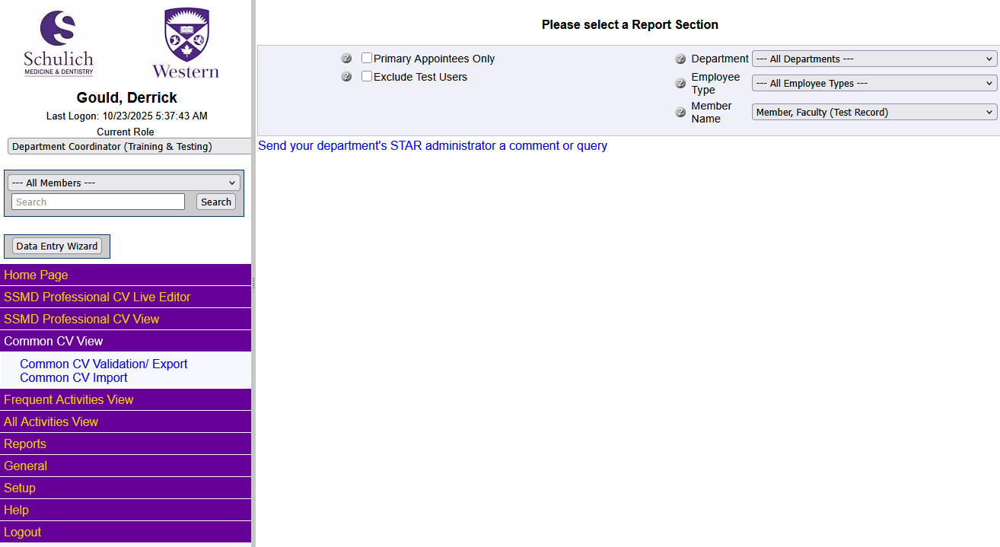 Schulich
MEDICINE & DENTISTRY
Western
Gould, Derrick
Last Logon: 10/23/2025 5:37:43 AM
Current Role
Department Coordinator (Training & Testing)
--- All Members ---
Search
Search
Data Entry Wizard
Home Page
SSMD Professional CV Live Editor
SSMD Professional CV View
Common CV View
Common CV Validation/ Export
Common CV Import
Frequent Activities View
All Activities View
Reports
General
Setup
Help
Logout
Please select a Report Section
Primary Appointees Only
Exclude Test Users
Department
--- All Departments ---
Employee
Type
--- All Employee Types ---
Member
Name
Member, Faculty (Test Record)
Send your department's STAR administrator a comment or query